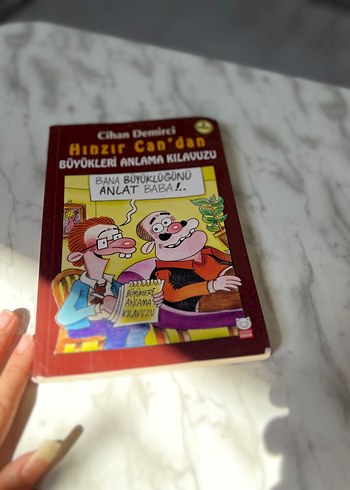 Cihan Demirci
Hınzır Can'dan
BÜYÜKLERİ ANLAMA KILAVUZU
BANA BÜYÜKLÜĞÜNÜ
ANLAT BABA!..
BÜYÜKLERİ
ANLAMA
KILAVUZU